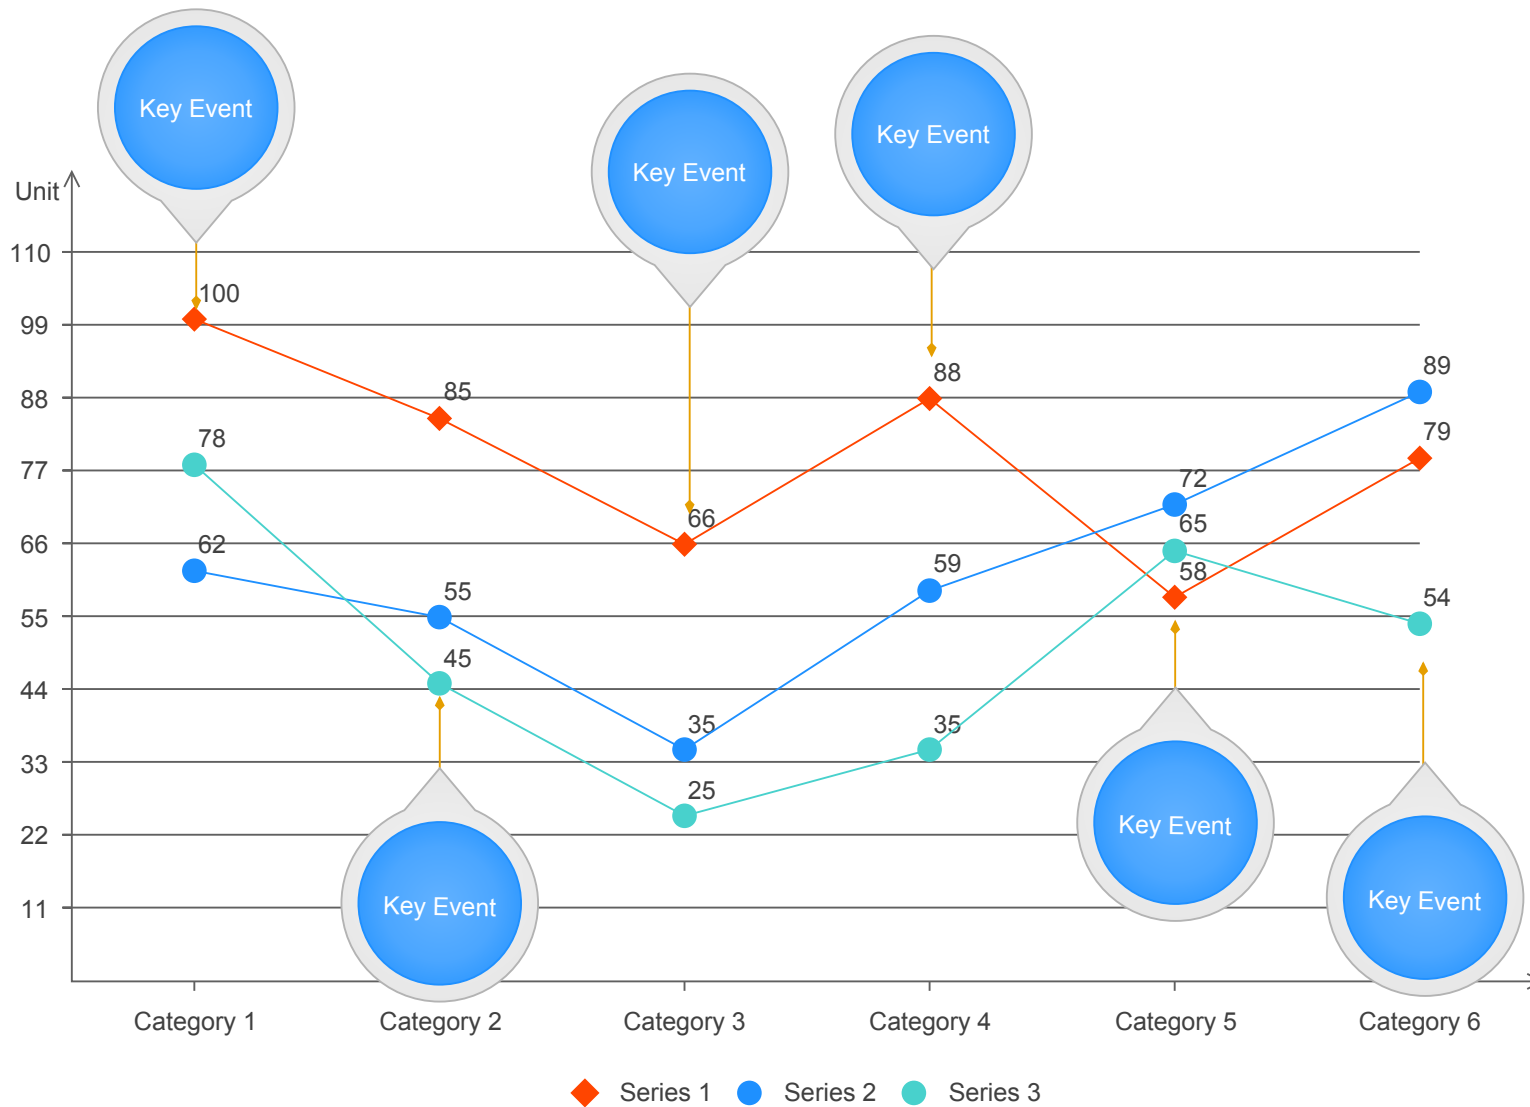 Key Event
Key Event
Key Event
Unit
110
100
99
89
88
88
85
79
78
77
72
66
66
65
62
59
58
55
55
54
45
44
35
35
33
25
22
11
Key Event
Key Event
Key Event
Category 1
Category 2
Category 3
Category 4
Category 5
Category 6
Series 1
Series 2
Series 3